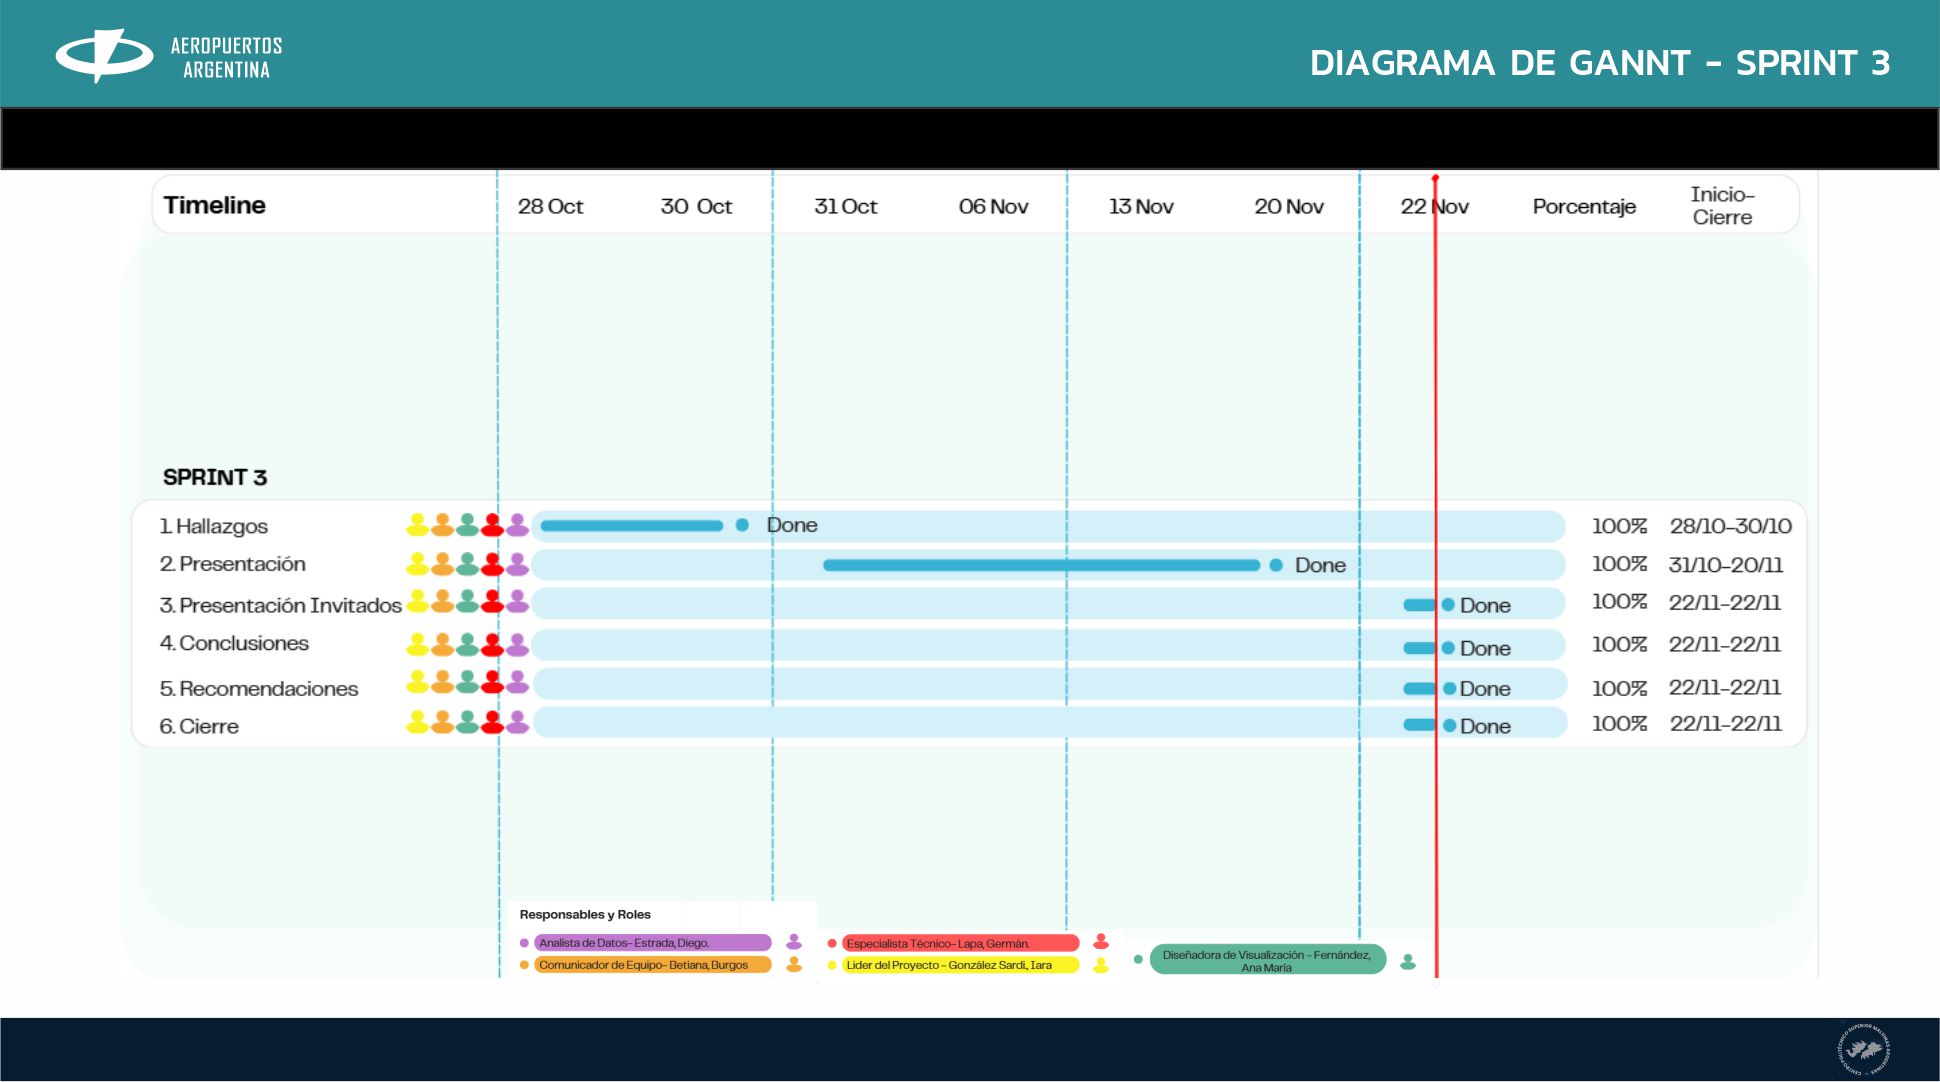 AEROPUERTOS
ARGENTINA
DIAGRAMA DE GANNT - SPRINT 3
Timeline 28 Oct 30 Oct 31 Oct 06 Nov 13 Nov 20 Nov 22 Nov Porcentaje Inicio-
Cierre
SPRINT 3
1. Hallazgos Done 100% 28/10-30/10
2. Presentación Done 100% 31/10-20/11
3. Presentación Invitados Done 100% 22/11-22/11
4. Conclusiones Done 100% 22/11-22/11
5. Recomendaciones Done 100% 22/11-22/11
6. Cierre Done 100% 22/11-22/11
Responsables y Roles
Analista de Datos- Estrada, Diego.
Comunicador de Equipo- Betiana, Burgos
Especialista Técnico- Lapa, Germán.
Lider del Proyecto - González Sardi, Iara
Diseñadora de Visualización - Fernández,
Ana María